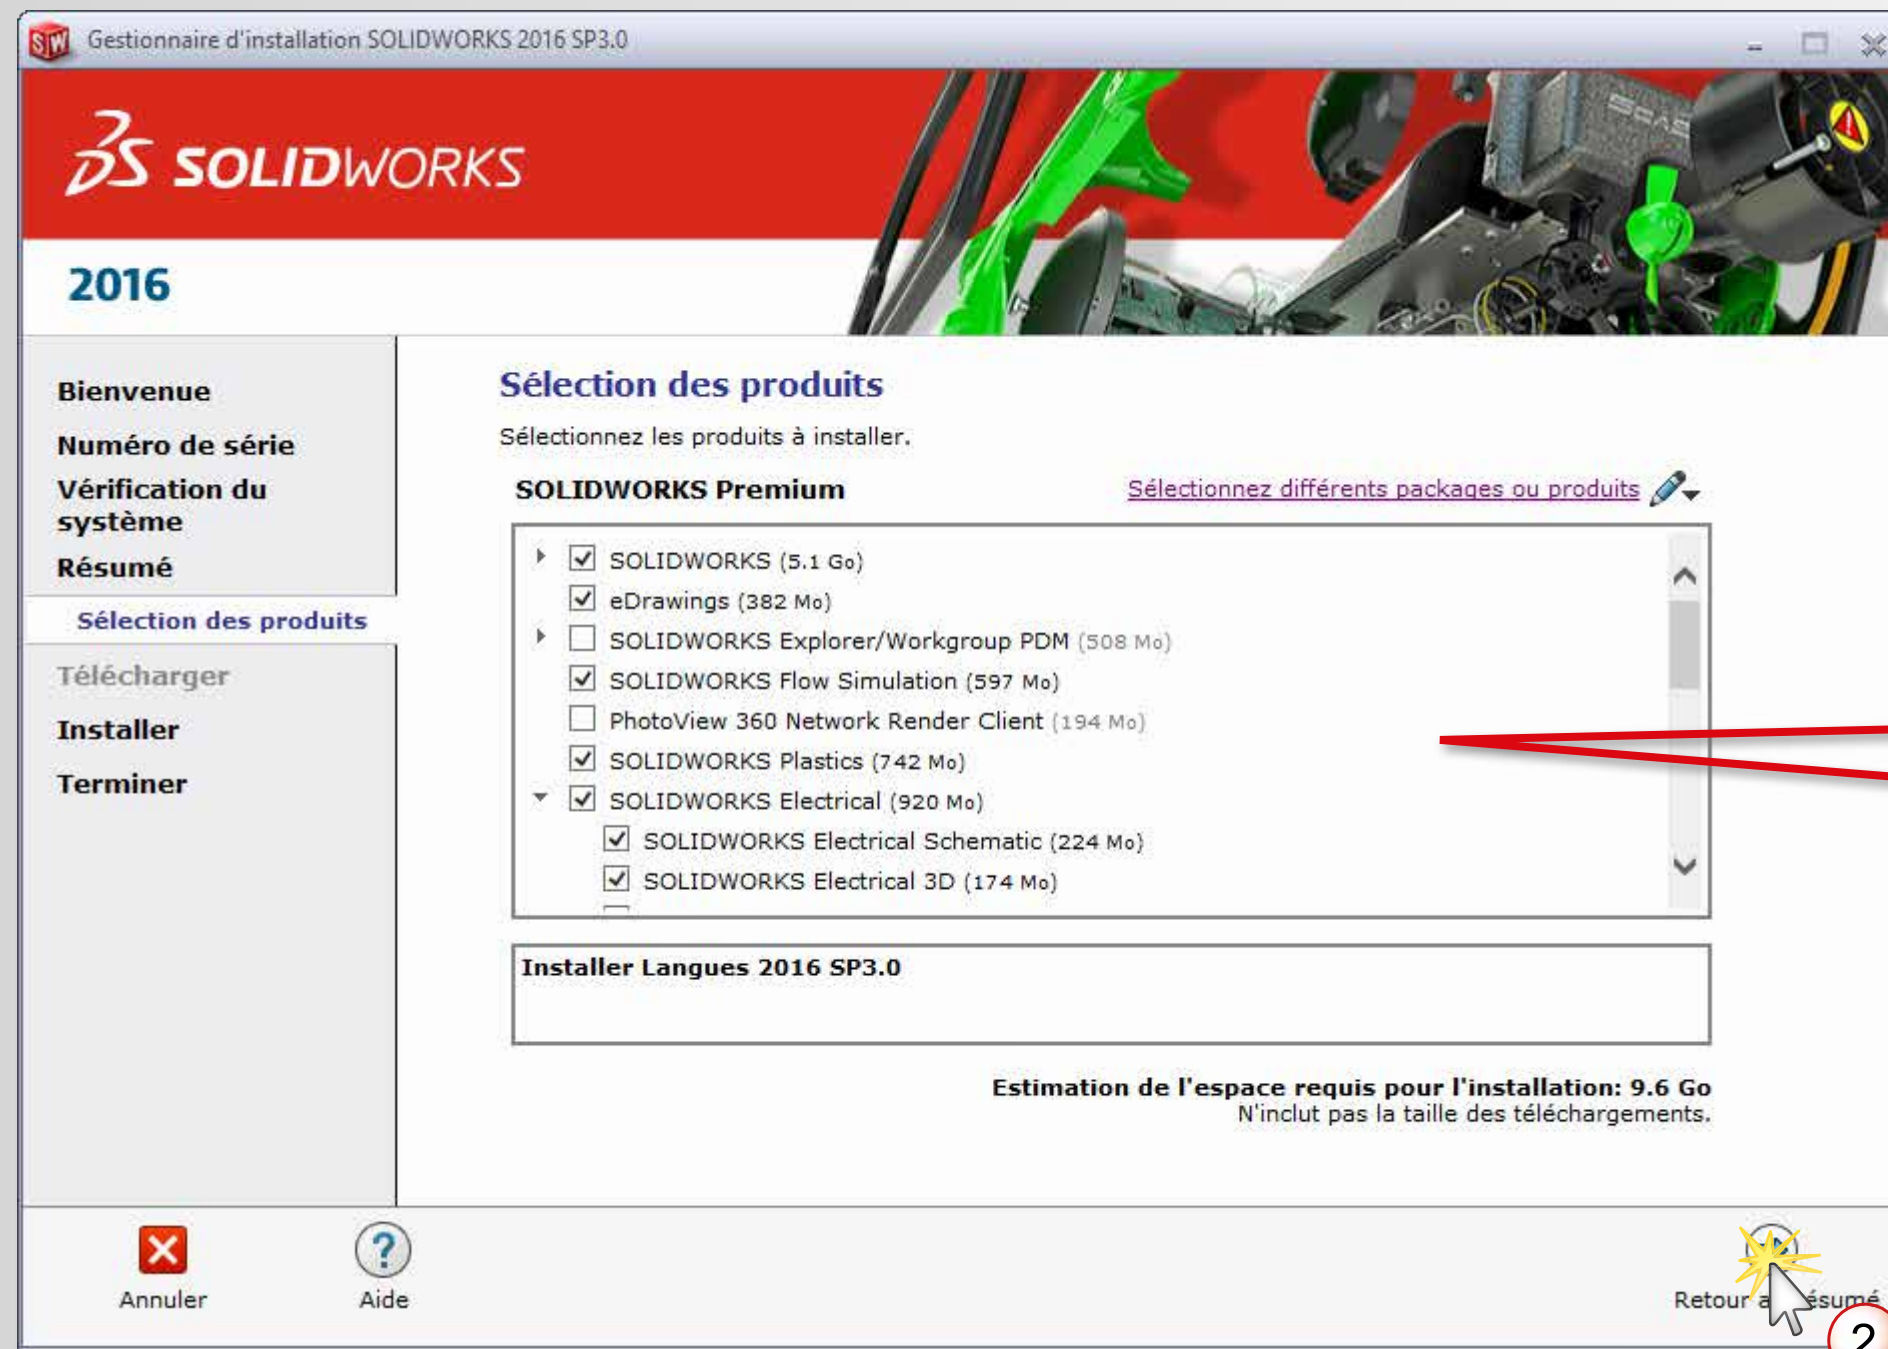 Gestionnaire d'installation SOLIDWORKS 2016 SP3.0
SOLIDWORKS
2016
Bienvenue
Numéro de série
Vérification du
système
Résumé
Sélection des produits
Télécharger
Installer
Terminer
Sélection des produits
Sélectionnez les produits à installer.
SOLIDWORKS Premium
Sélectionnez différents packages ou produits
SOLIDWORKS (5.1 Go)
eDrawings (382 Mo)
SOLIDWORKS Explorer/Workgroup PDM (508 Mo)
SOLIDWORKS Flow Simulation (597 Mo)
PhotoView 360 Network Render Client (194 Mo)
SOLIDWORKS Plastics (742 Mo)
SOLIDWORKS Electrical (920 Mo)
SOLIDWORKS Electrical Schematic (224 Mo)
SOLIDWORKS Electrical 3D (174 Mo)
Installer Langues 2016 SP3.0
Estimation de l'espace requis pour l'installation: 9.6 Go
N'inclut pas la taille des téléchargements.
Annuler
Aide
Retour
2